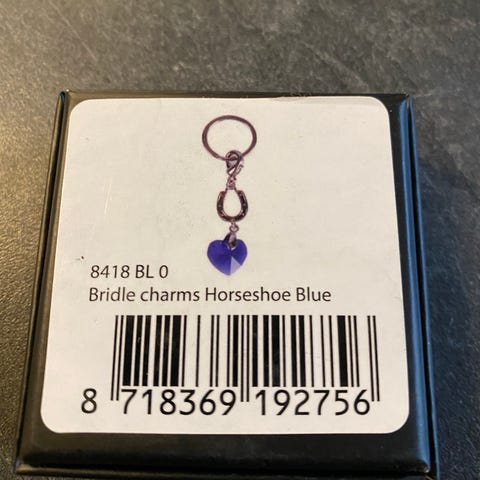 8418 BL 0
Bridle charms Horseshoe Blue
8 718369 192756